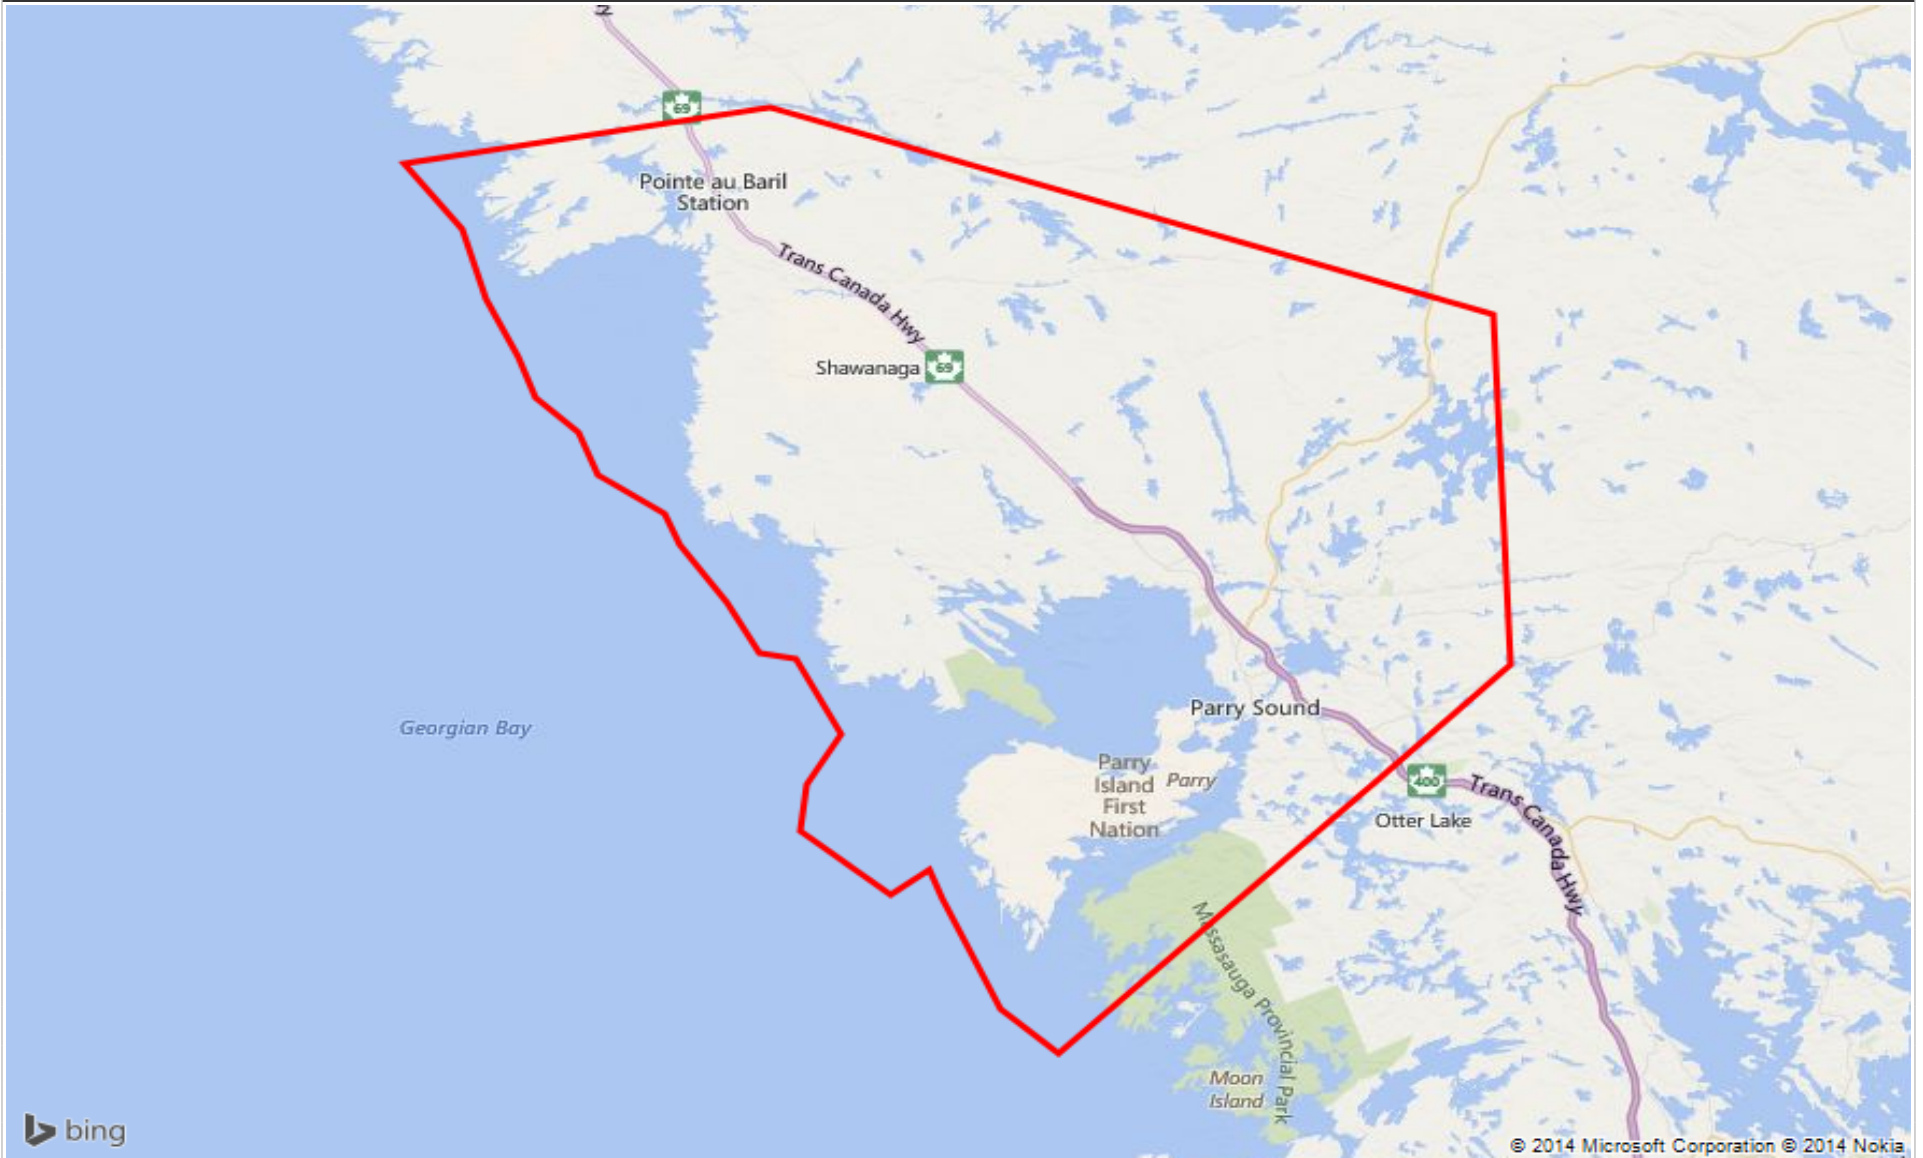 69
Pointe au Baril
Station
Trans Canada Hwy
Shawanaga
69
Georgian Bay
Parry Sound
Parry
Island
First
Nation
Parry
400
Trans Canada Hwy
Otter Lake
Massasauga Provincial Park
Moon
Island
bing
© 2014 Microsoft Corporation © 2014 Nokia